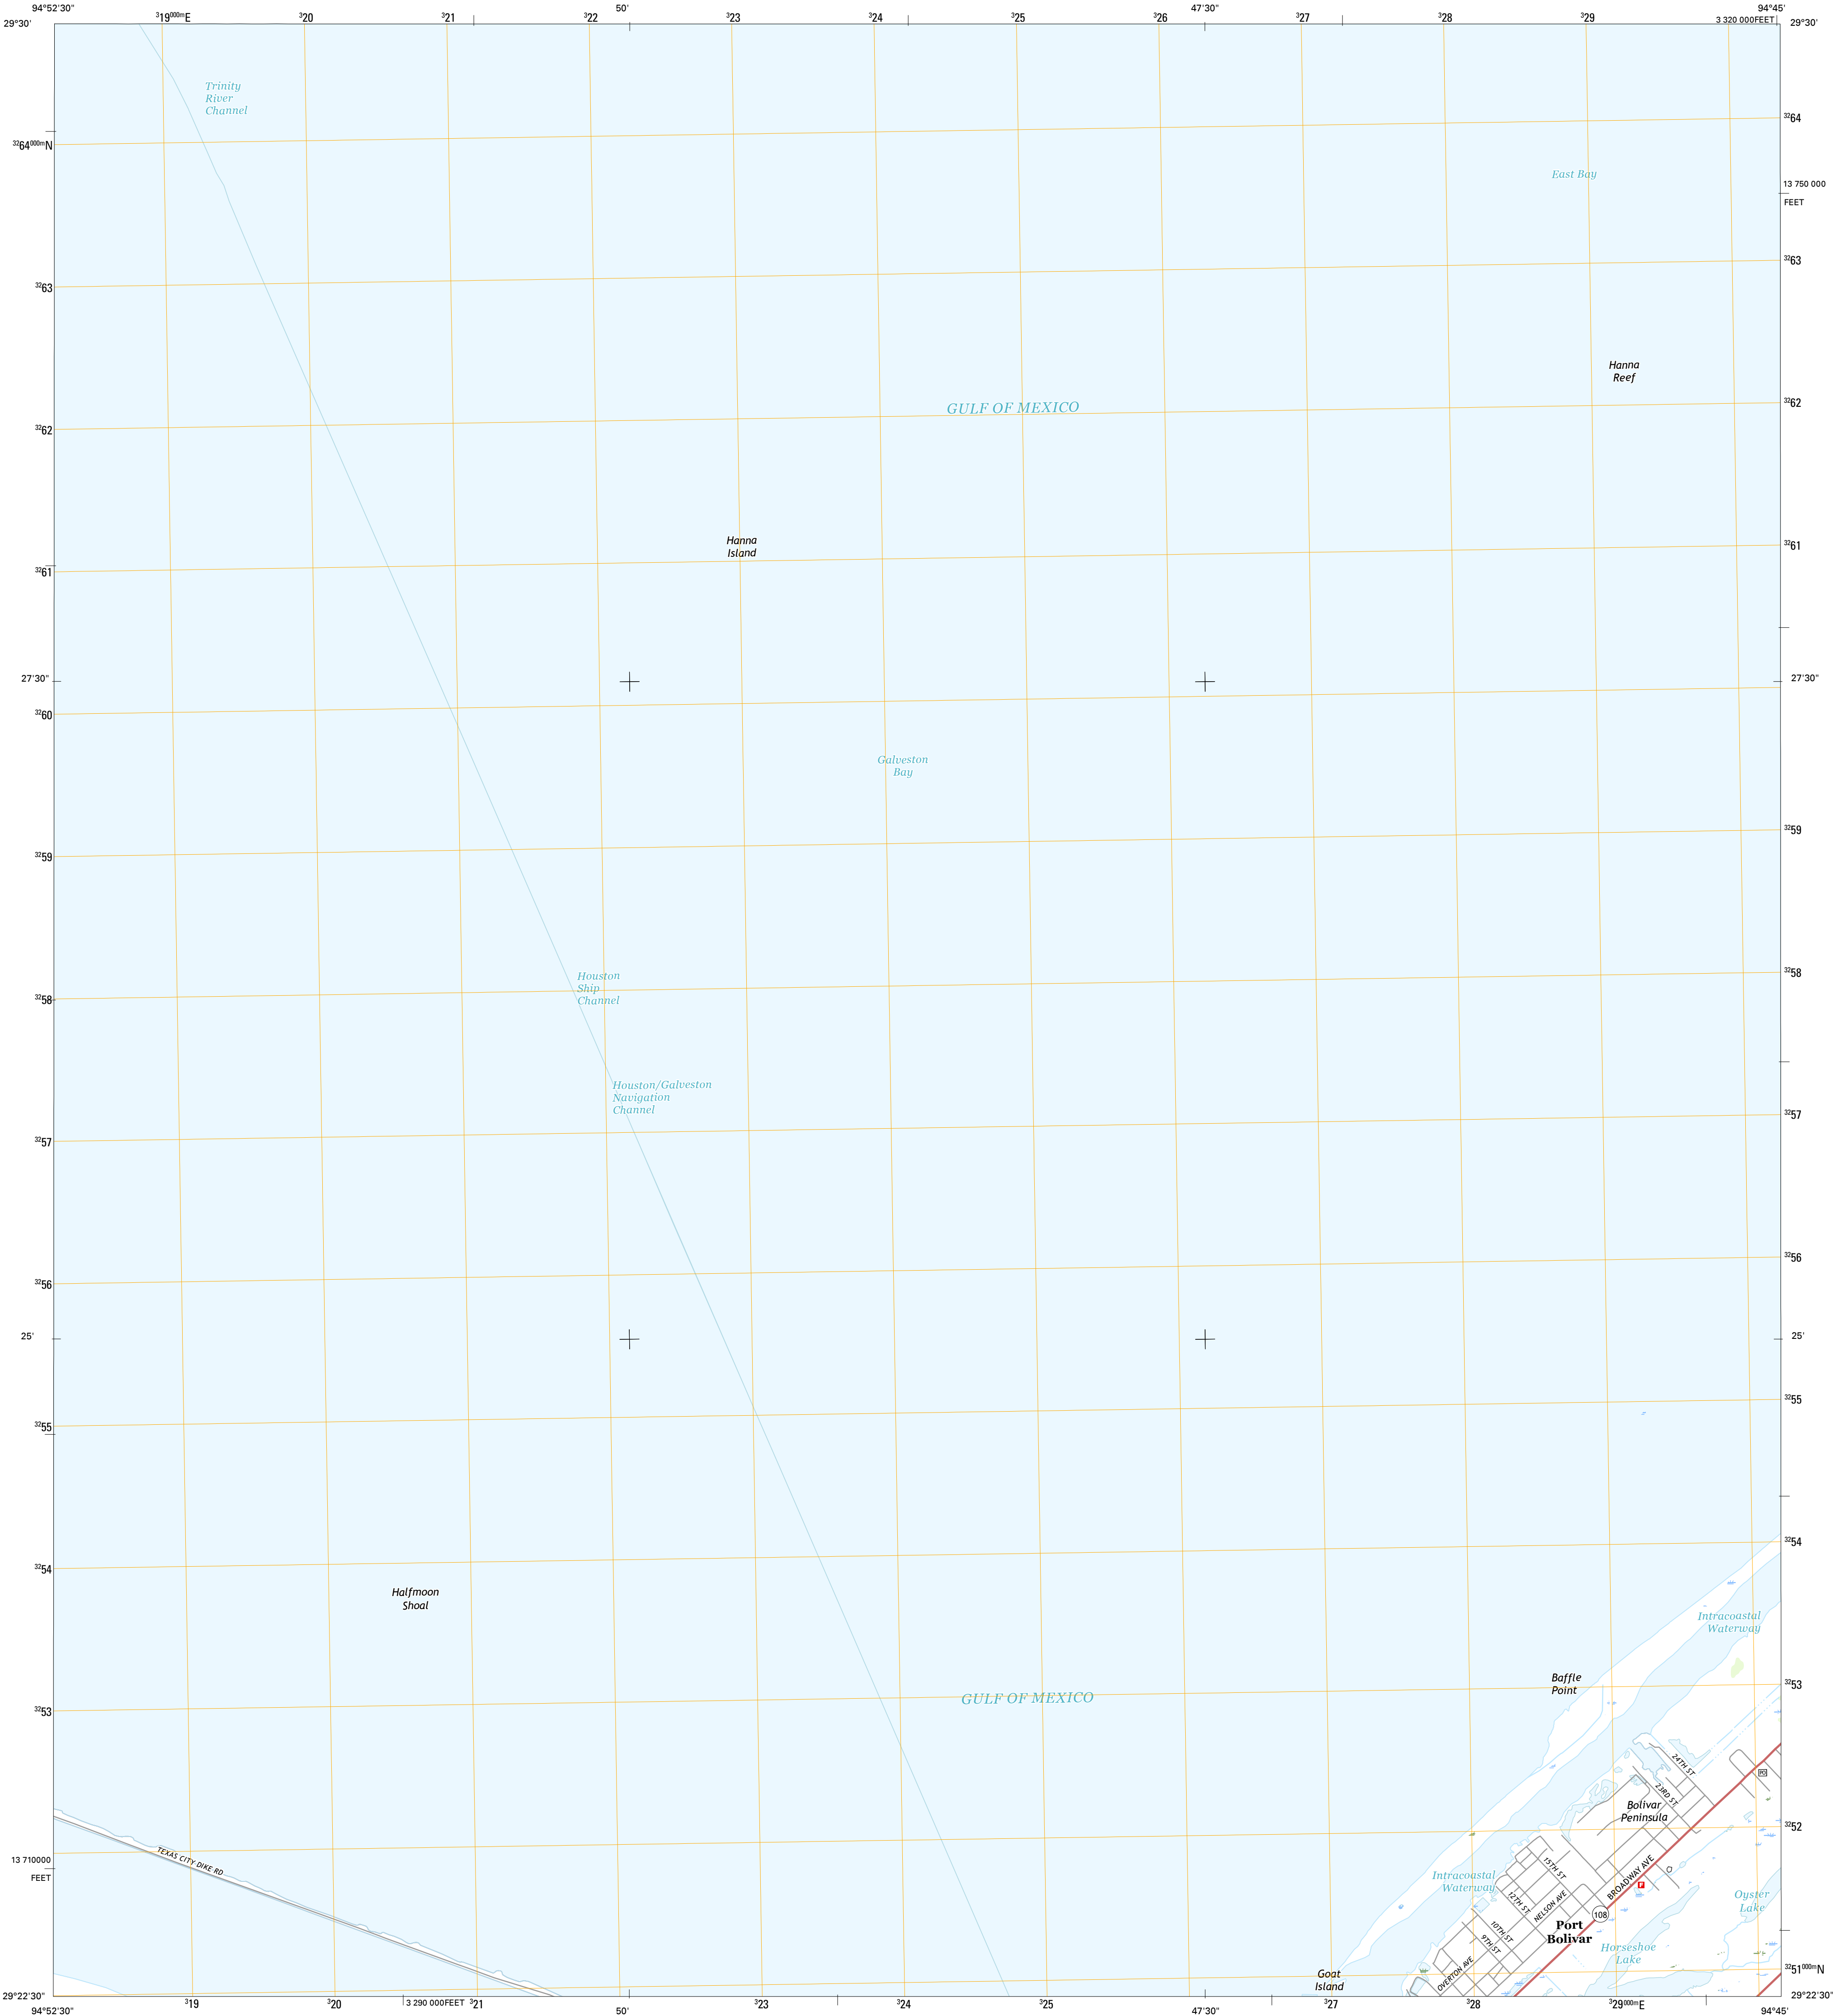 94°52'30"
³19⁰⁰⁰ᵐE
³20
³21
³22
50'
³23
³24
³25
³26
47'30"
³27
³28
³29
3 320 000FEET
94°45'
29°30'
29°30'
Trinity
River
Channel
³²64⁰⁰⁰ᵐN
³²64
East Bay
13 750 000
FEET
³²63
³²63
Hanna
Reef
GULF OF MEXICO
³²62
³²62
Hanna
Island
³²61
³²61
27'30"
27'30"
³²60
Galveston
Bay
³²59
³²59
Houston
Ship
Channel
³²58
³²58
Houston/Galveston
Navigation
Channel
³²57
³²57
³²56
³²56
25'
25'
³²55
³²55
³²54
³²54
Halfmoon
Shoal
Intracoastal
Waterway
Baffle
Point
GULF OF MEXICO
³²53
³²53
24TH ST
23RD ST
PO
Bolivar
Peninsula
³²52
TEXAS CITY DIKE RD
13 710000
FEET
15TH ST
BROADWAY AVE
F
Intracoastal
Waterway
12TH ST
NELSON AVE
108
Oyster
Lake
Port
Bolivar
10TH ST
9TH ST
Horseshoe
Lake
OVERTON AVE
Goat
Island
³²51⁰⁰⁰ᵐN
29°22'30"
29°22'30"
94°52'30"
³19
³20
3 290 000FEET
³21
50'
³23
³24
³25
47'30"
³27
³28
³29⁰⁰⁰ᵐE
94°45'